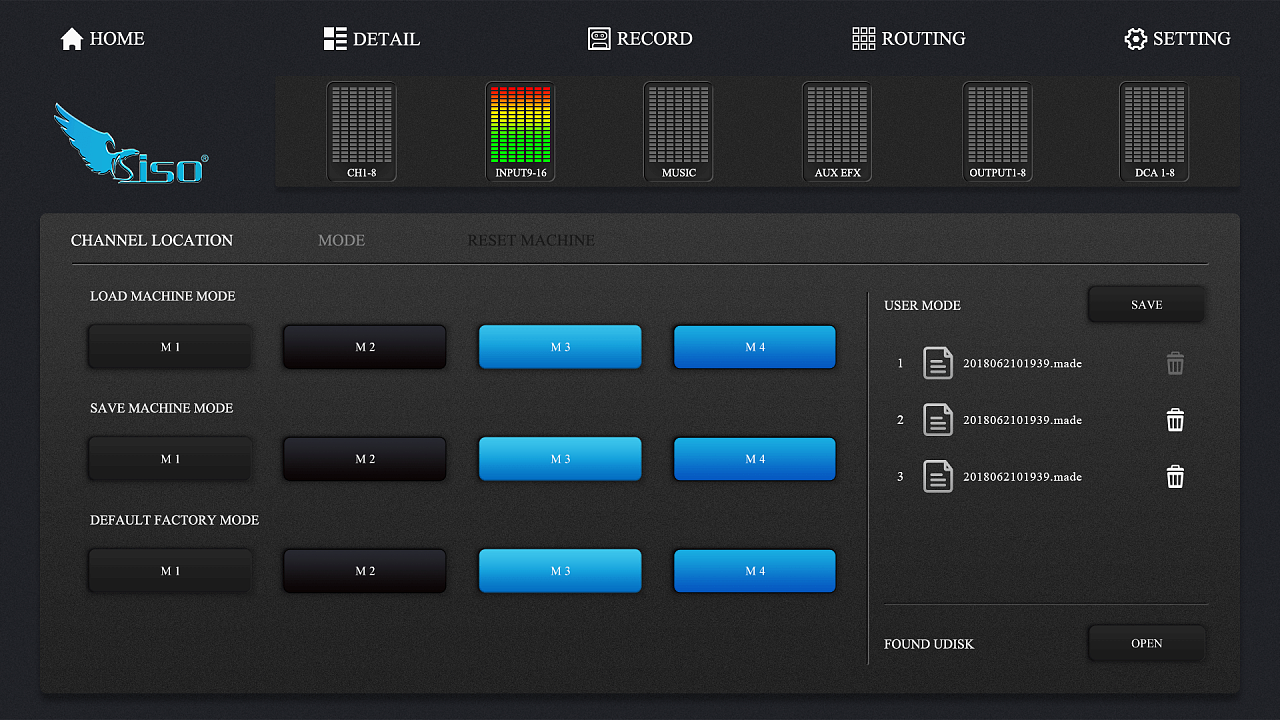 HOME DETAIL RECORD ROUTING SETTING
Siso®
CH1-8 INPUT9-16 MUSIC AUX EFX OUTPUT1-8 DCA 1-8
CHANNEL LOCATION MODE RESET MACHINE
LOAD MACHINE MODE
M 1 M 2 M 3 M 4
SAVE MACHINE MODE
M 1 M 2 M 3 M 4
DEFAULT FACTORY MODE
M 1 M 2 M 3 M 4
USER MODE SAVE
1 2018062101939.made
2 2018062101939.made
3 2018062101939.made
FOUND UDISK OPEN